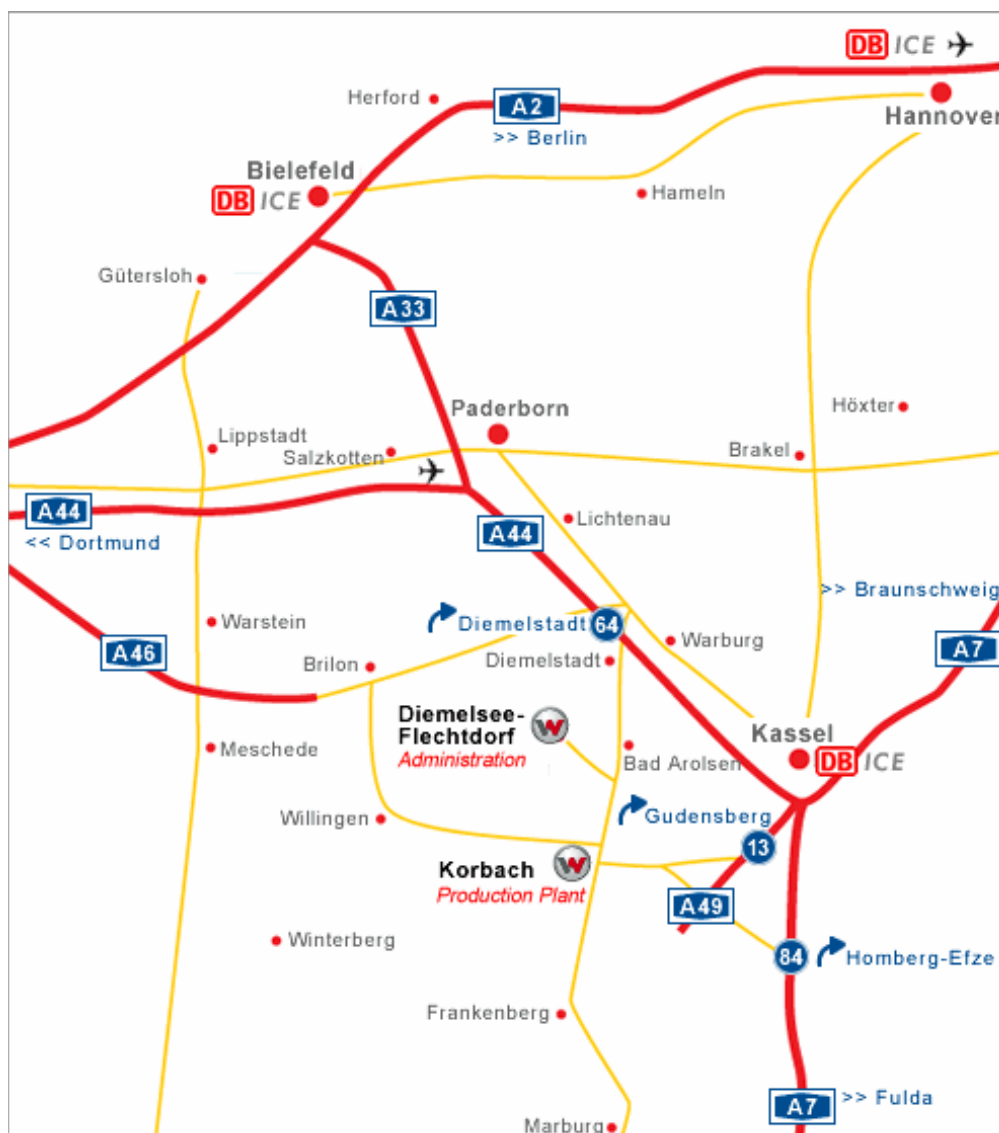 DB ICE
Herford
A2
>> Berlin
Hannover
Bielefeld
DB ICE
Hameln
Gütersloh
A33
Paderborn
Höxter
Lippstadt
Salzkotten
Brakel
A44
<< Dortmund
A44
Lichtenau
>> Braunschweig
Warstein
Diemelstadt
64
Warburg
A7
A46
Brilon
Diemelstadt
Diemelsee-
Flechtdorf
Administration
W
Kassel
DB ICE
Meschede
Bad Arolsen
Willingen
Gudensberg
13
Korbach
Production Plant
W
A49
Winterberg
84
Homberg-Efze
Frankenberg
A7
>> Fulda
Marburg